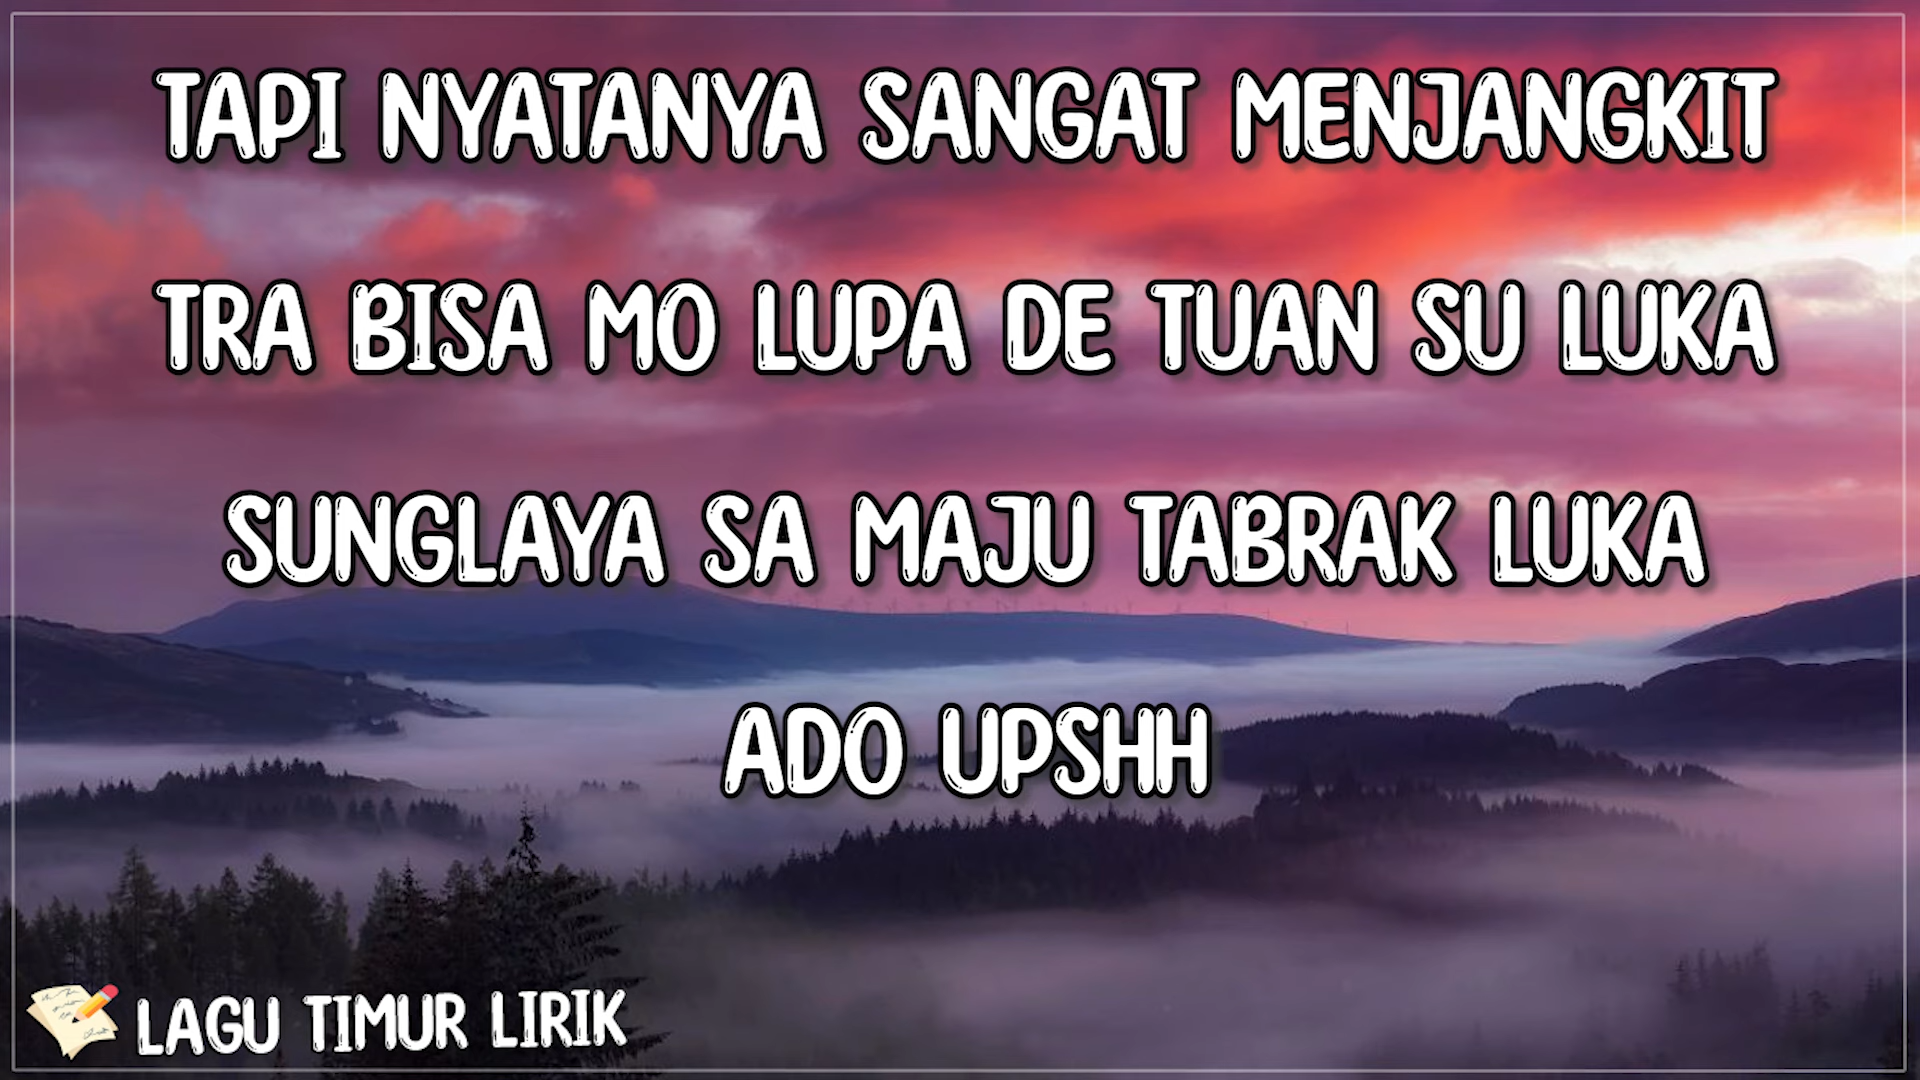 TAPI NYATANYA SANGAT MENJANGKIT
TRA BISA MO LUPA DE TUAN SU LUKA
SUNGLAYA SA MAJU TABRAK LUKA
ADO UPSHH
LAGU TIMUR LIRIK